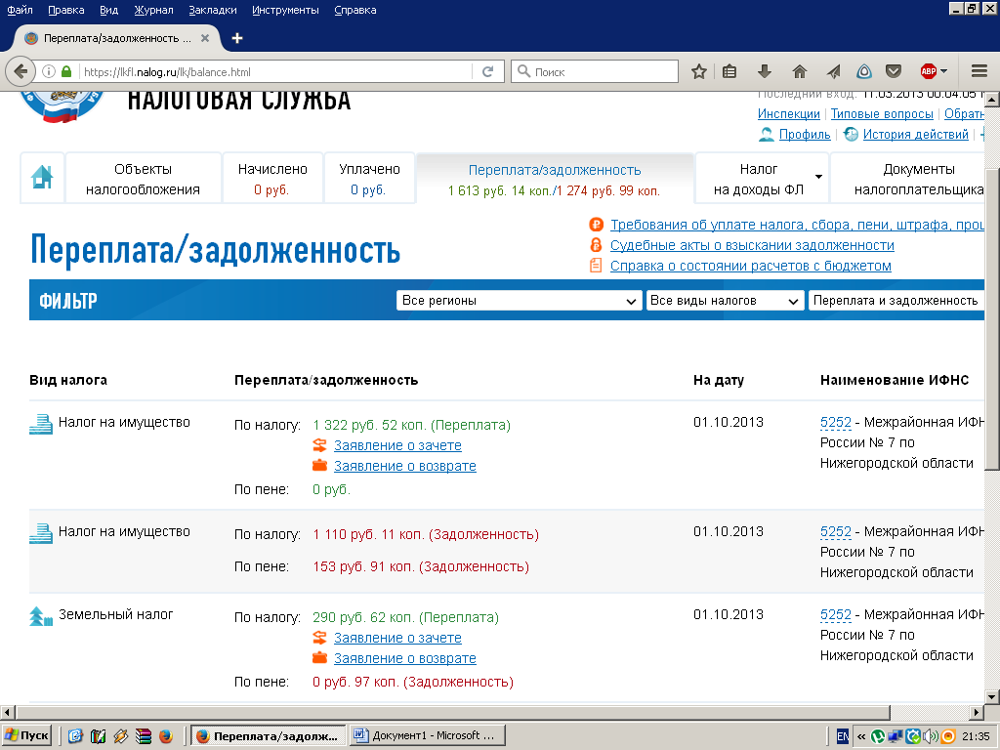 Файл Правка Вид Журнал Закладки Инструменты Справка
Переплата/задолженность ...
https://lkfl.nalog.ru/lk/balance.html
Поиск
ABP
НАЛОГОВАЯ СЛУЖБА
Последний вход: 11.03.2013 00:04:05
Инспекции | Типовые вопросы | Обратн
Профиль | История действий |
Объекты налогообложения
Начислено
0 руб.
Уплачено
0 руб.
Переплата/задолженность
1 613 руб. 14 коп./1 274 руб. 99 коп.
Налог
на доходы ФЛ
Документы
налогоплательщика
Переплата/задолженность
Требования об уплате налога, сбора, пени, штрафа, проц
Судебные акты о взыскании задолженности
Справка о состоянии расчетов с бюджетом
ФИЛЬТР
Все регионы
Все виды налогов
Переплата и задолженность
Вид налога Переплата/задолженность На дату Наименование ИФНС
Налог на имущество
По налогу: 1 322 руб. 52 коп. (Переплата)
Заявление о зачете
Заявление о возврате
По пене: 0 руб.
01.10.2013
5252 - Межрайонная ИФН
России № 7 по
Нижегородской области
Налог на имущество
По налогу: 1 110 руб. 11 коп. (Задолженность)
По пене: 153 руб. 91 коп. (Задолженность)
01.10.2013
5252 - Межрайонная ИФН
России № 7 по
Нижегородской области
Земельный налог
По налогу: 290 руб. 62 коп. (Переплата)
Заявление о зачете
Заявление о возврате
По пене: 0 руб. 97 коп. (Задолженность)
01.10.2013
5252 - Межрайонная ИФН
России № 7 по
Нижегородской области
Пуск
Переплата/задолж...
Документ1 - Microsoft ...
EN
21:35